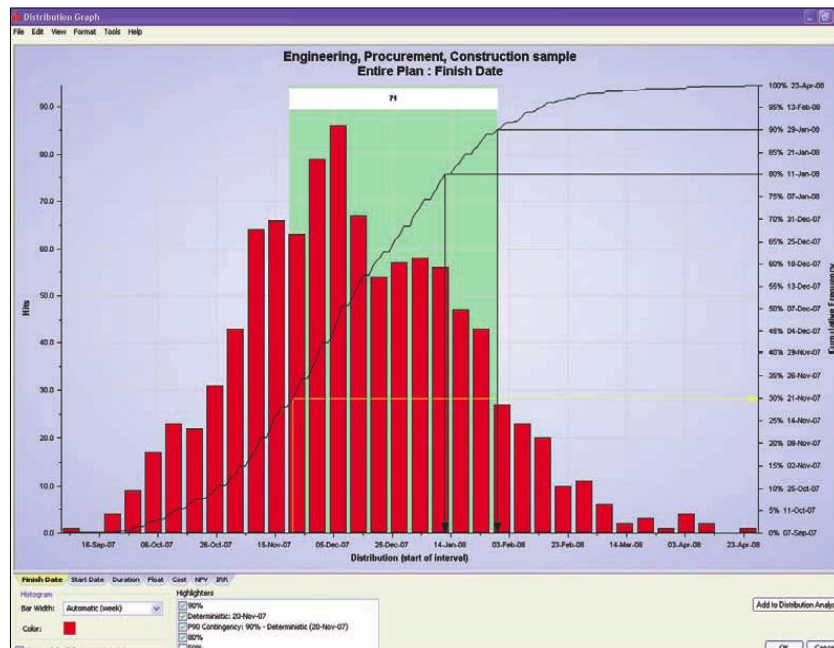 Distribution Graph
File Edit View Format Tools Help
Engineering, Procurement, Construction sample
Entire Plan : Finish Date
71
Hits
90.0
80.0
70.0
60.0
50.0
40.0
30.0
20.0
10.0
0.0
100% 23-Apr-08
95% 13-Feb-08
90% 29-Jan-08
85% 21-Jan-08
80% 11-Jan-08
75% 07-Jan-08
70% 31-Dec-07
65% 25-Dec-07
60% 18-Dec-07
55% 13-Dec-07
50% 07-Dec-07
45% 04-Dec-07
40% 29-Nov-07
35% 26-Nov-07
30% 21-Nov-07
25% 14-Nov-07
20% 08-Nov-07
15% 02-Nov-07
10% 25-Oct-07
5% 11-Oct-07
0% 07-Sep-07
Cumulative Frequency
16-Sep-07 06-Oct-07 26-Oct-07 15-Nov-07 05-Dec-07 25-Dec-07 14-Jan-08 03-Feb-08 23-Feb-08 14-Mar-08 03-Apr-08 23-Apr-08
Distribution (start of interval)
Finish Date Start Date Duration Float Cost NPV IRR
Histogram
Bar Width: Automatic (week)
Color:
Highlighters
90%
Deterministic: 20-Nov-07
P90 Contingency: 90% - Deterministic (20-Nov-07)
80%
Add to Distribution Analy